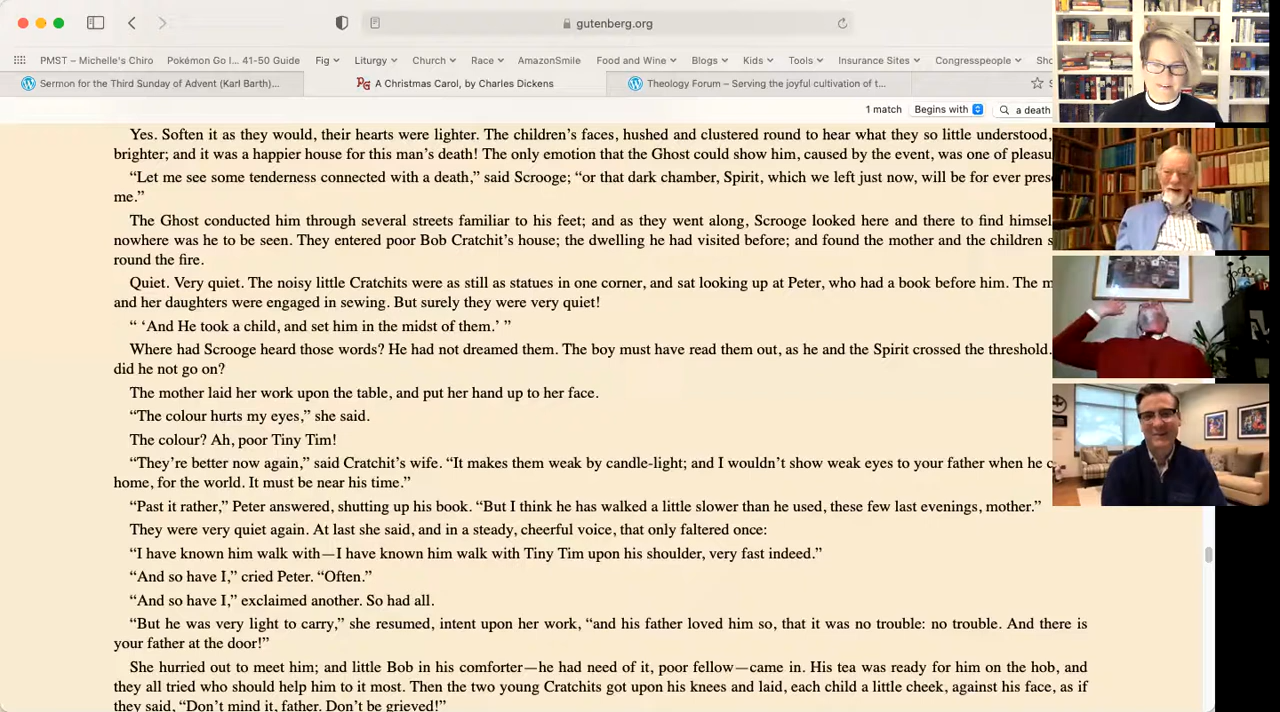 gutenberg.org
PMST – Michelle's Chiro Pokémon Go I... 41-50 Guide Fig Liturgy Church Race AmazonSmile Food and Wine Blogs Kids Tools Insurance Sites Congresspeople Sho
Sermon for the Third Sunday of Advent (Karl Barth)... A Christmas Carol, by Charles Dickens Theology Forum – Serving the joyful cultivation of t... S
1 match Begins with a death
Yes. Soften it as they would, their hearts were lighter. The children’s faces, hushed and clustered round to hear what they so little understood,
brighter; and it was a happier house for this man’s death! The only emotion that the Ghost could show him, caused by the event, was one of pleasu
“Let me see some tenderness connected with a death,” said Scrooge; “or that dark chamber, Spirit, which we left just now, will be for ever pres
me.”
The Ghost conducted him through several streets familiar to his feet; and as they went along, Scrooge looked here and there to find himsel
nowhere was he to be seen. They entered poor Bob Cratchit’s house; the dwelling he had visited before; and found the mother and the children s
round the fire.
Quiet. Very quiet. The noisy little Cratchits were as still as statues in one corner, and sat looking up at Peter, who had a book before him. The m
and her daughters were engaged in sewing. But surely they were very quiet!
“ ‘And He took a child, and set him in the midst of them.’ ”
Where had Scrooge heard those words? He had not dreamed them. The boy must have read them out, as he and the Spirit crossed the threshold.
did he not go on?
The mother laid her work upon the table, and put her hand up to her face.
“The colour hurts my eyes,” she said.
The colour? Ah, poor Tiny Tim!
“They’re better now again,” said Cratchit’s wife. “It makes them weak by candle-light; and I wouldn’t show weak eyes to your father when he c
home, for the world. It must be near his time.”
“Past it rather,” Peter answered, shutting up his book. “But I think he has walked a little slower than he used, these few last evenings, mother.”
They were very quiet again. At last she said, and in a steady, cheerful voice, that only faltered once:
“I have known him walk with—I have known him walk with Tiny Tim upon his shoulder, very fast indeed.”
“And so have I,” cried Peter. “Often.”
“And so have I,” exclaimed another. So had all.
“But he was very light to carry,” she resumed, intent upon her work, “and his father loved him so, that it was no trouble: no trouble. And there is
your father at the door!”
She hurried out to meet him; and little Bob in his comforter—he had need of it, poor fellow—came in. His tea was ready for him on the hob, and
they all tried who should help him to it most. Then the two young Cratchits got upon his knees and laid, each child a little cheek, against his face, as if
they said, “Don’t mind it, father. Don’t be grieved!”